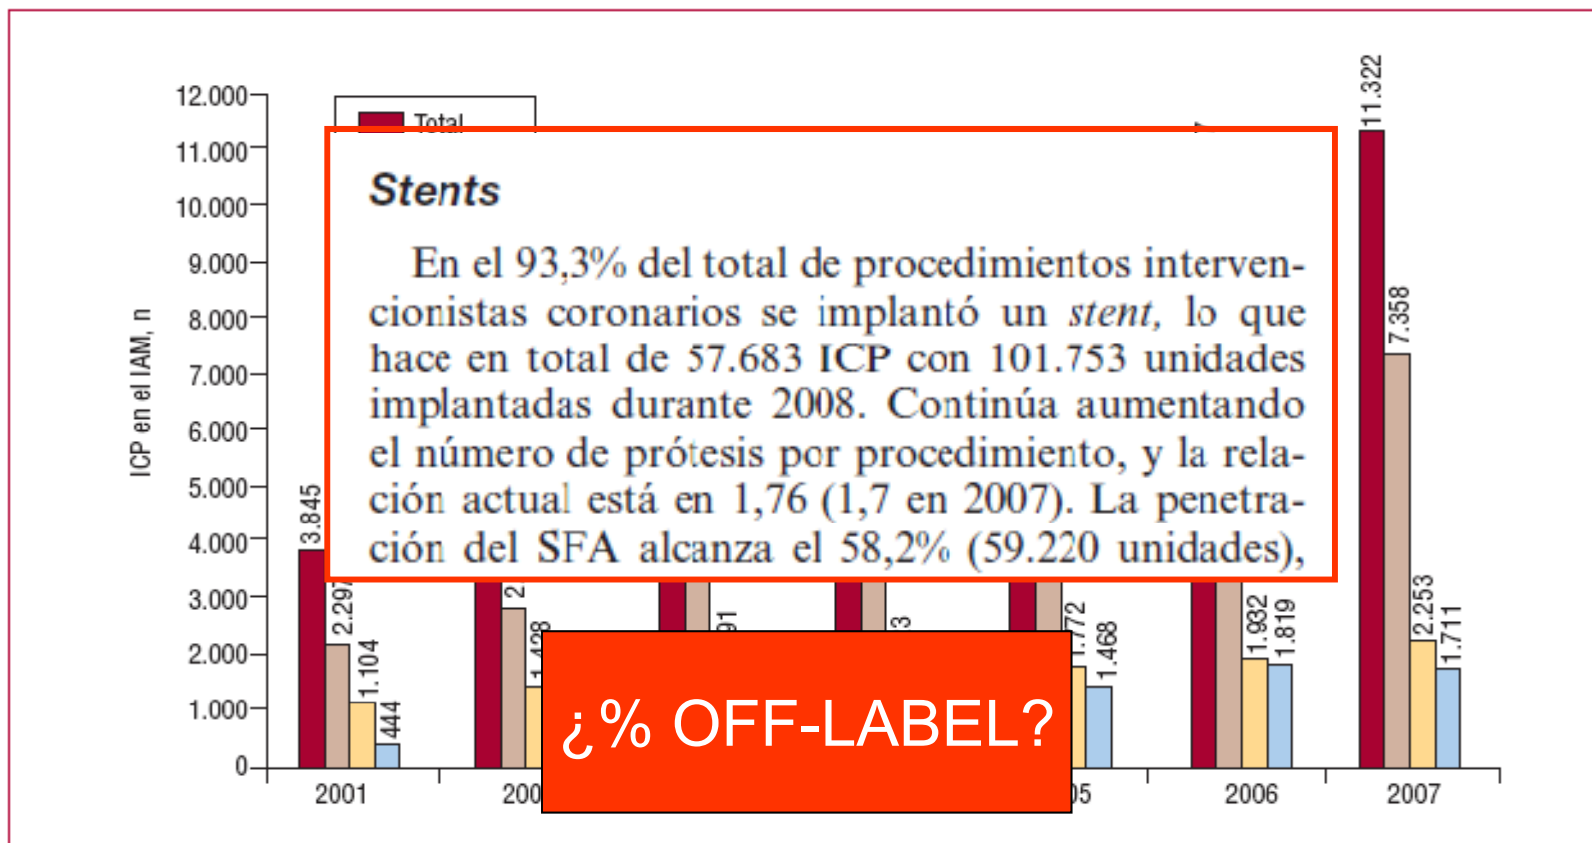 12.000
11.000
10.000
9.000
8.000
7.000
6.000
5.000
4.000
3.000
2.000
1.000
0
ICP en el IAM, n
Total
Stents
En el 93,3% del total de procedimientos interven-
cionistas coronarios se implantó un stent, lo que
hace en total de 57.683 ICP con 101.753 unidades
implantadas durante 2008. Continúa aumentando
el número de prótesis por procedimiento, y la rela-
ción actual está en 1,76 (1,7 en 2007). La penetra-
ción del SFA alcanza el 58,2% (59.220 unidades),
3.845
2.297
1.104
444
1.428
1.772
1.468
1.932
1.819
11.322
7.358
2.253
1.711
¿% OFF-LABEL?
2001
2006
2007